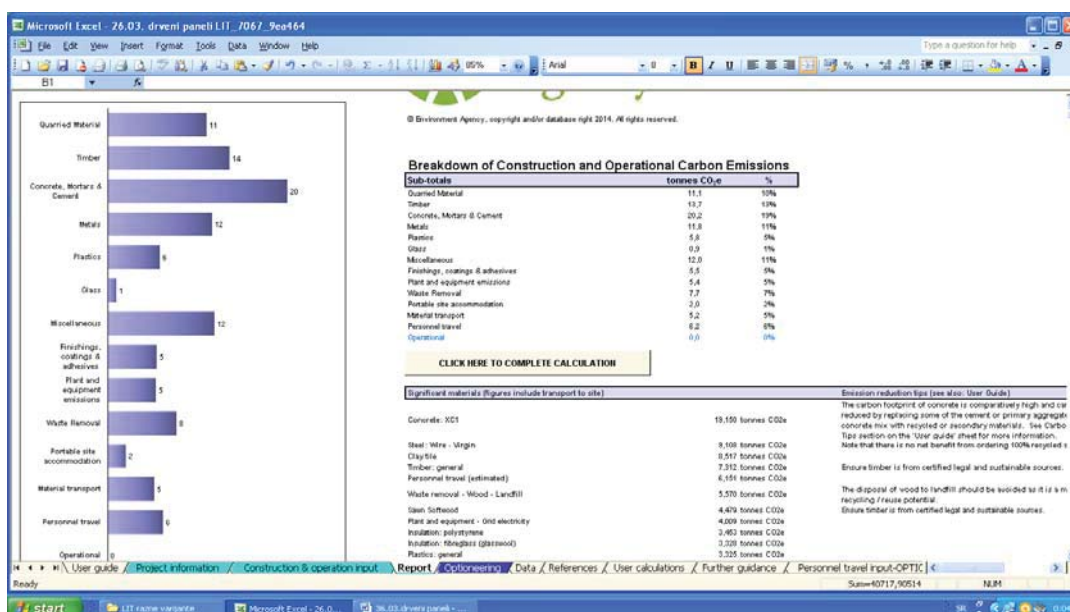 Microsoft Excel - 26.03. drveni paneli LIT_7067_9ea464
File Edit View Insert Format Tools Data Window Help
Type a question for help
85% Arial 8 B I U
B1 fx
© Environment Agency, copyright and/or database right 2014. All rights reserved.
Quarried Material 11
Timber 14
Concrete, Mortars & Cement 20
Metals 12
Plastics 6
Glass 1
Miscellaneous 12
Finishings, coatings & adhesives 5
Plant and equipment emissions 5
Waste Removal 8
Portable site accommodation 2
Material transport 5
Personnel travel 6
Operational 0
Breakdown of Construction and Operational Carbon Emissions
Sub-totals tonnes CO2e %
Quarried Material 11,1 10%
Timber 13,7 13%
Concrete, Mortars & Cement 20,2 19%
Metals 11,8 11%
Plastics 5,8 5%
Glass 0,9 1%
Miscellaneous 12,0 11%
Finishings, coatings & adhesives 5,5 5%
Plant and equipment emissions 5,4 5%
Waste Removal 7,7 7%
Portable site accommodation 2,0 2%
Material transport 5,2 5%
Personnel travel 6,2 6%
Operational 0,0 0%
CLICK HERE TO COMPLETE CALCULATION
Significant materials (figures include transport to site) Emission reduction tips (see also: User Guide)
The carbon footprint of concrete is comparatively high and car
Concrete: XC1 19,150 tonnes CO2e reduced by replacing some of the cement or primary aggregat
concrete mix with recycled or secondary materials. See Carbo
Tips section on the 'User guide' sheet for more information.
Steel: Wire - Virgin 9,108 tonnes CO2e Note that there is no net benefit from ordering 100% recycled s
Clay tile 8,517 tonnes CO2e
Timber: general 7,312 tonnes CO2e Ensure timber is from certified legal and sustainable sources.
Personnel travel (estimated) 6,151 tonnes CO2e
Waste removal - Wood - Landfill 5,570 tonnes CO2e The disposal of wood to landfill should be avoided as it is a m
recycling / reuse potential.
Sawn Softwood 4,479 tonnes CO2e Ensure timber is from certified legal and sustainable sources.
Plant and equipment - Grid electricity 4,009 tonnes CO2e
Insulation: polystyrene 3,453 tonnes CO2e
Insulation: fibreglass (glasswool) 3,328 tonnes CO2e
Plastics: general 3,325 tonnes CO2e
User guide / Project information / Construction & operation input \ Report / Optioneering / Data / References / User calculations / Further guidance / Personnel travel input-OPTIC
Ready Sum=40717,90514 NUM
start LIT razne varijante Microsoft Excel - 26.0... 26.03.drveni paneli - ... SR